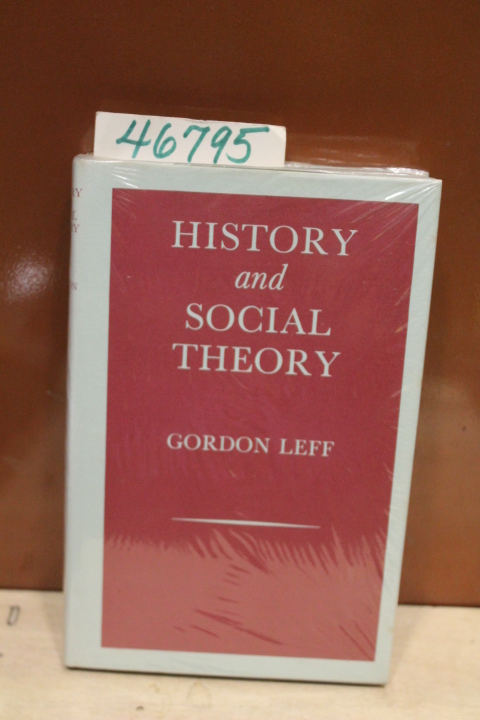 46795
HISTORY
and
SOCIAL
THEORY
GORDON LEFF
D